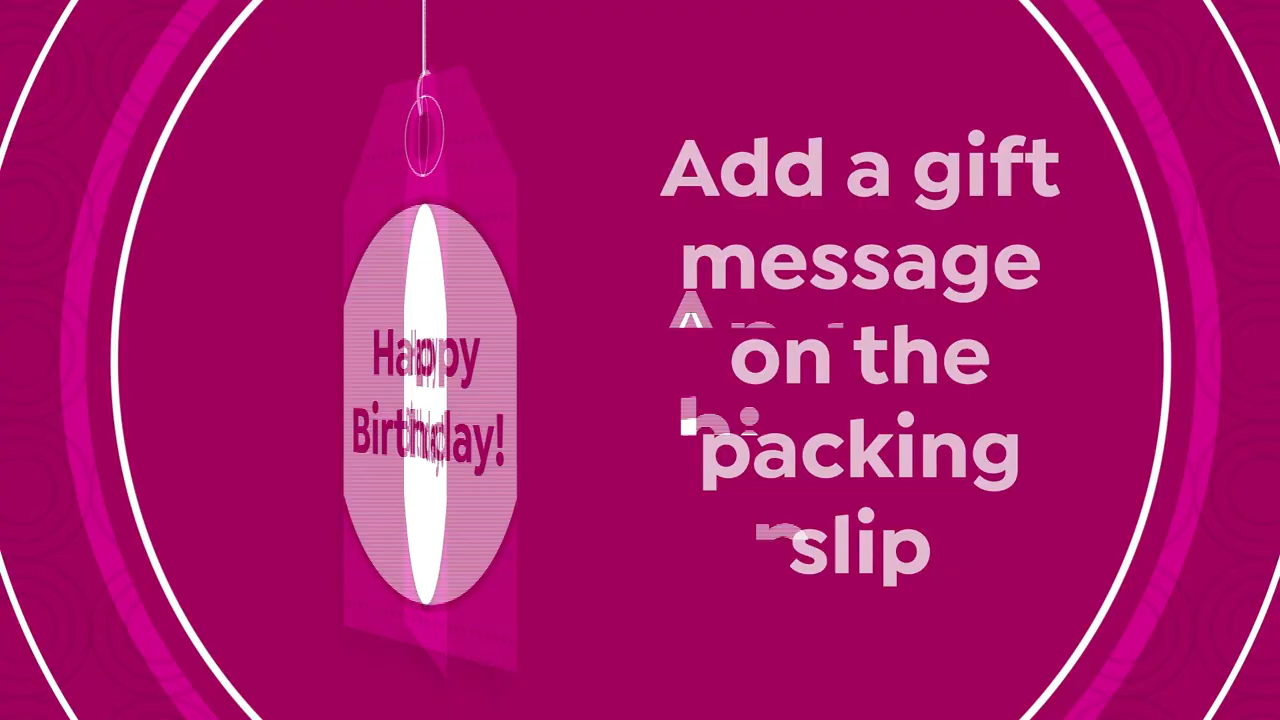 Happy
Birthday!
Add a gift
message
on the
packing
slip